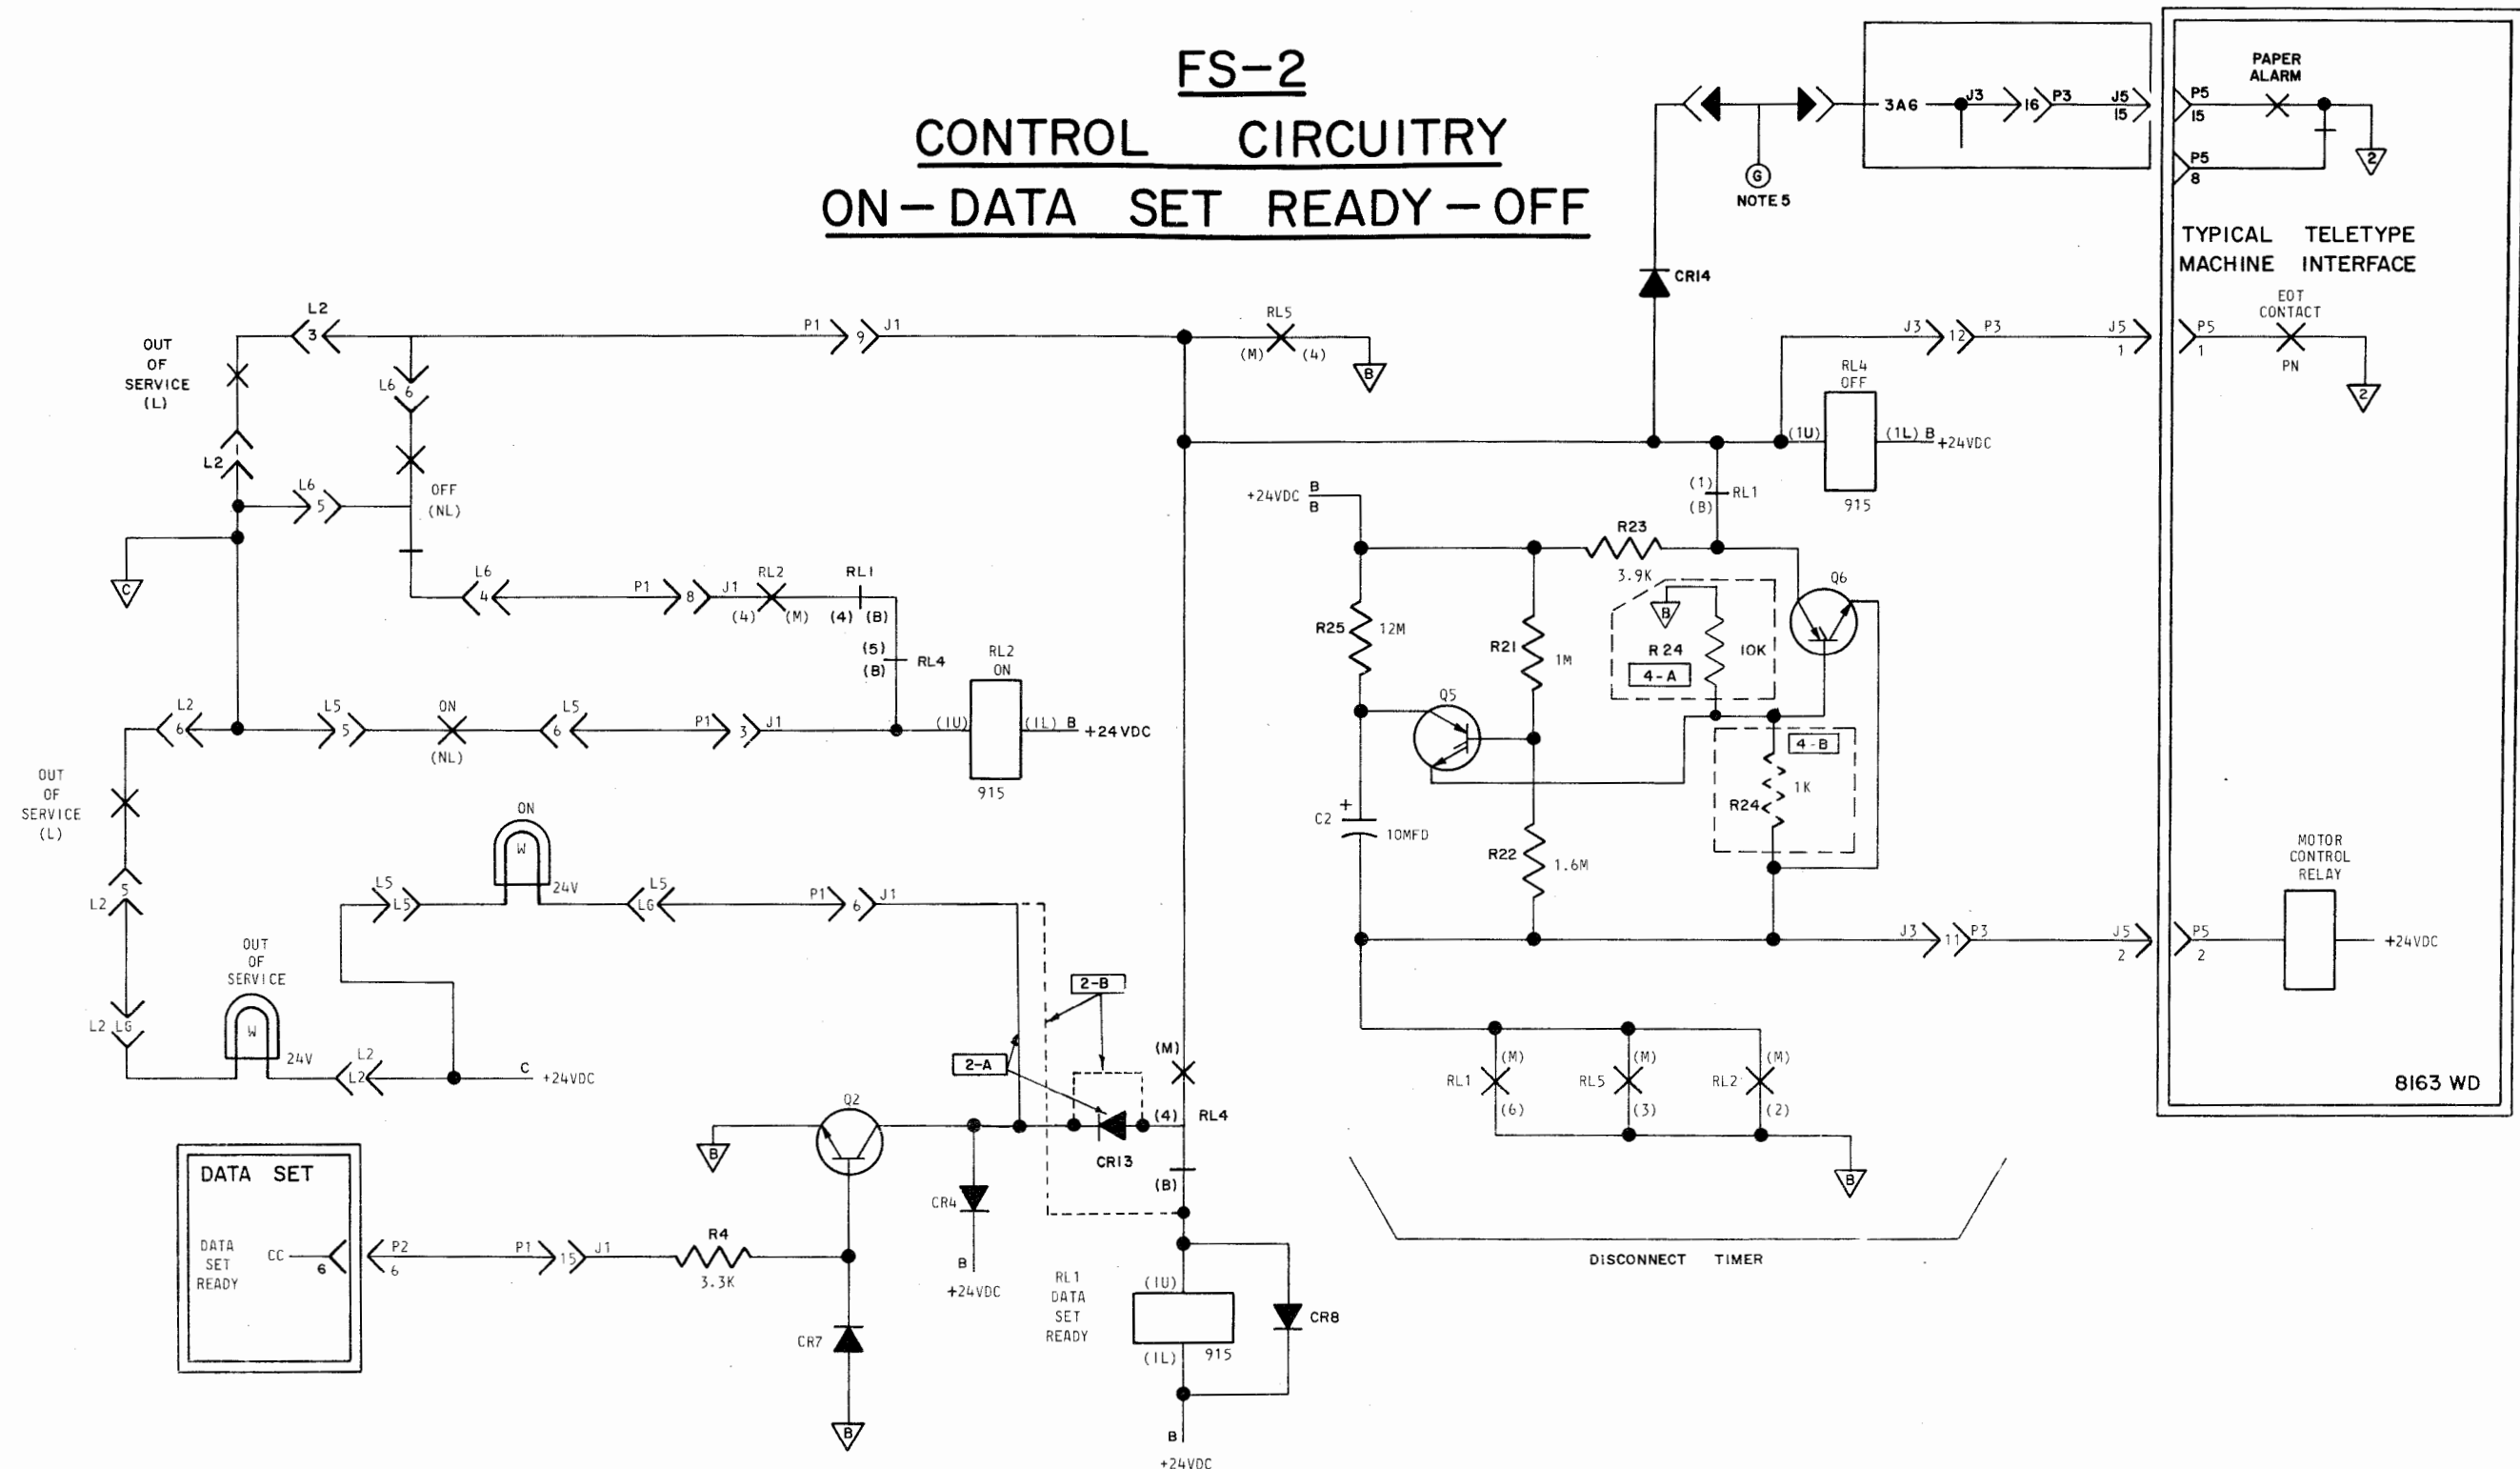 FS-2
CONTROL CIRCUITRY
ON-DATA SET READY-OFF
3A6
J3
16
P3
J5
15
P5
15
PAPER
ALARM
2
P5
8
G
NOTE 5
TYPICAL TELETYPE
MACHINE INTERFACE
CR14
OUT
OF
SERVICE
(L)
L2
3
P1
9
J1
RL5
(M)
(4)
B
J3
12
P3
J5
1
P5
1
EOT
CONTACT
PN
2
L6
6
RL4
OFF
(1U)
(1L) B
+24VDC
915
L2
L6
5
OFF
(NL)
C
+24VDC
B
B
(1)
(B)
RL1
R23
3.9K
L6
4
P1
8
J1
RL2
(4)
(M)
RL1
(4)
(B)
(5)
(B)
RL4
RL2
ON
R25
12M
R21
1M
B
R24
10K
4-A
Q6
L2
6
L5
5
ON
(NL)
L5
6
P1
3
J1
(1U)
(1L) B
+24VDC
915
Q5
4-B
1K
R24
C2
+
10MFD
R22
1.6M
OUT
OF
SERVICE
(L)
ON
W
24V
L5
L5
L5
LG
P1
6
J1
5
L2
MOTOR
CONTROL
RELAY
J3
11
P3
J5
2
P5
2
+24VDC
OUT
OF
SERVICE
W
24V
L2 LG
L2
L2
C
+24VDC
2-B
2-A
(M)
(4)
RL4
CR13
(B)
RL1
(M)
(6)
RL5
(M)
(3)
RL2
(M)
(2)
B
8163 WD
DISCONNECT TIMER
DATA SET
DATA
SET
READY
CC
6
P2
6
P1
15
J1
R4
3.3K
Q2
B
CR4
B
+24VDC
CR7
B
RL1
DATA
SET
READY
(1U)
(1L)
915
CR8
B
+24VDC